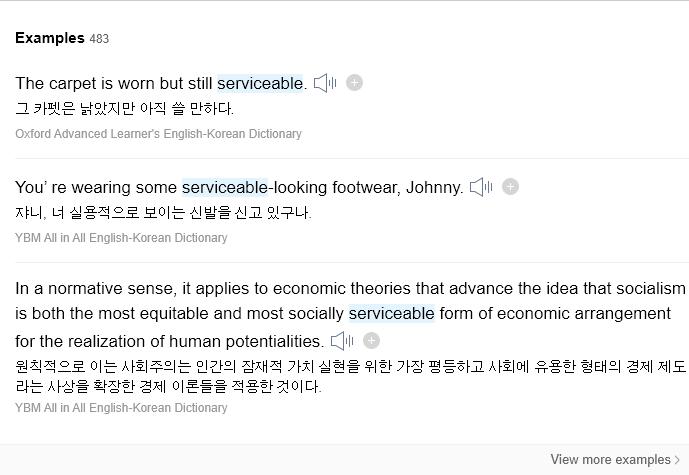 Examples 483
The carpet is worn but still serviceable.
그 카펫은 낡았지만 아직 쓸 만하다.
Oxford Advanced Learner's English-Korean Dictionary
You' re wearing some serviceable-looking footwear, Johnny.
쟈니, 너 실용적으로 보이는 신발을 신고 있구나.
YBM All in All English-Korean Dictionary
In a normative sense, it applies to economic theories that advance the idea that socialism
is both the most equitable and most socially serviceable form of economic arrangement
for the realization of human potentialities.
원칙적으로 이는 사회주의는 인간의 잠재적 가치 실현을 위한 가장 평등하고 사회에 유용한 형태의 경제 제도
라는 사상을 확장한 경제 이론들을 적용한 것이다.
YBM All in All English-Korean Dictionary
View more examples >